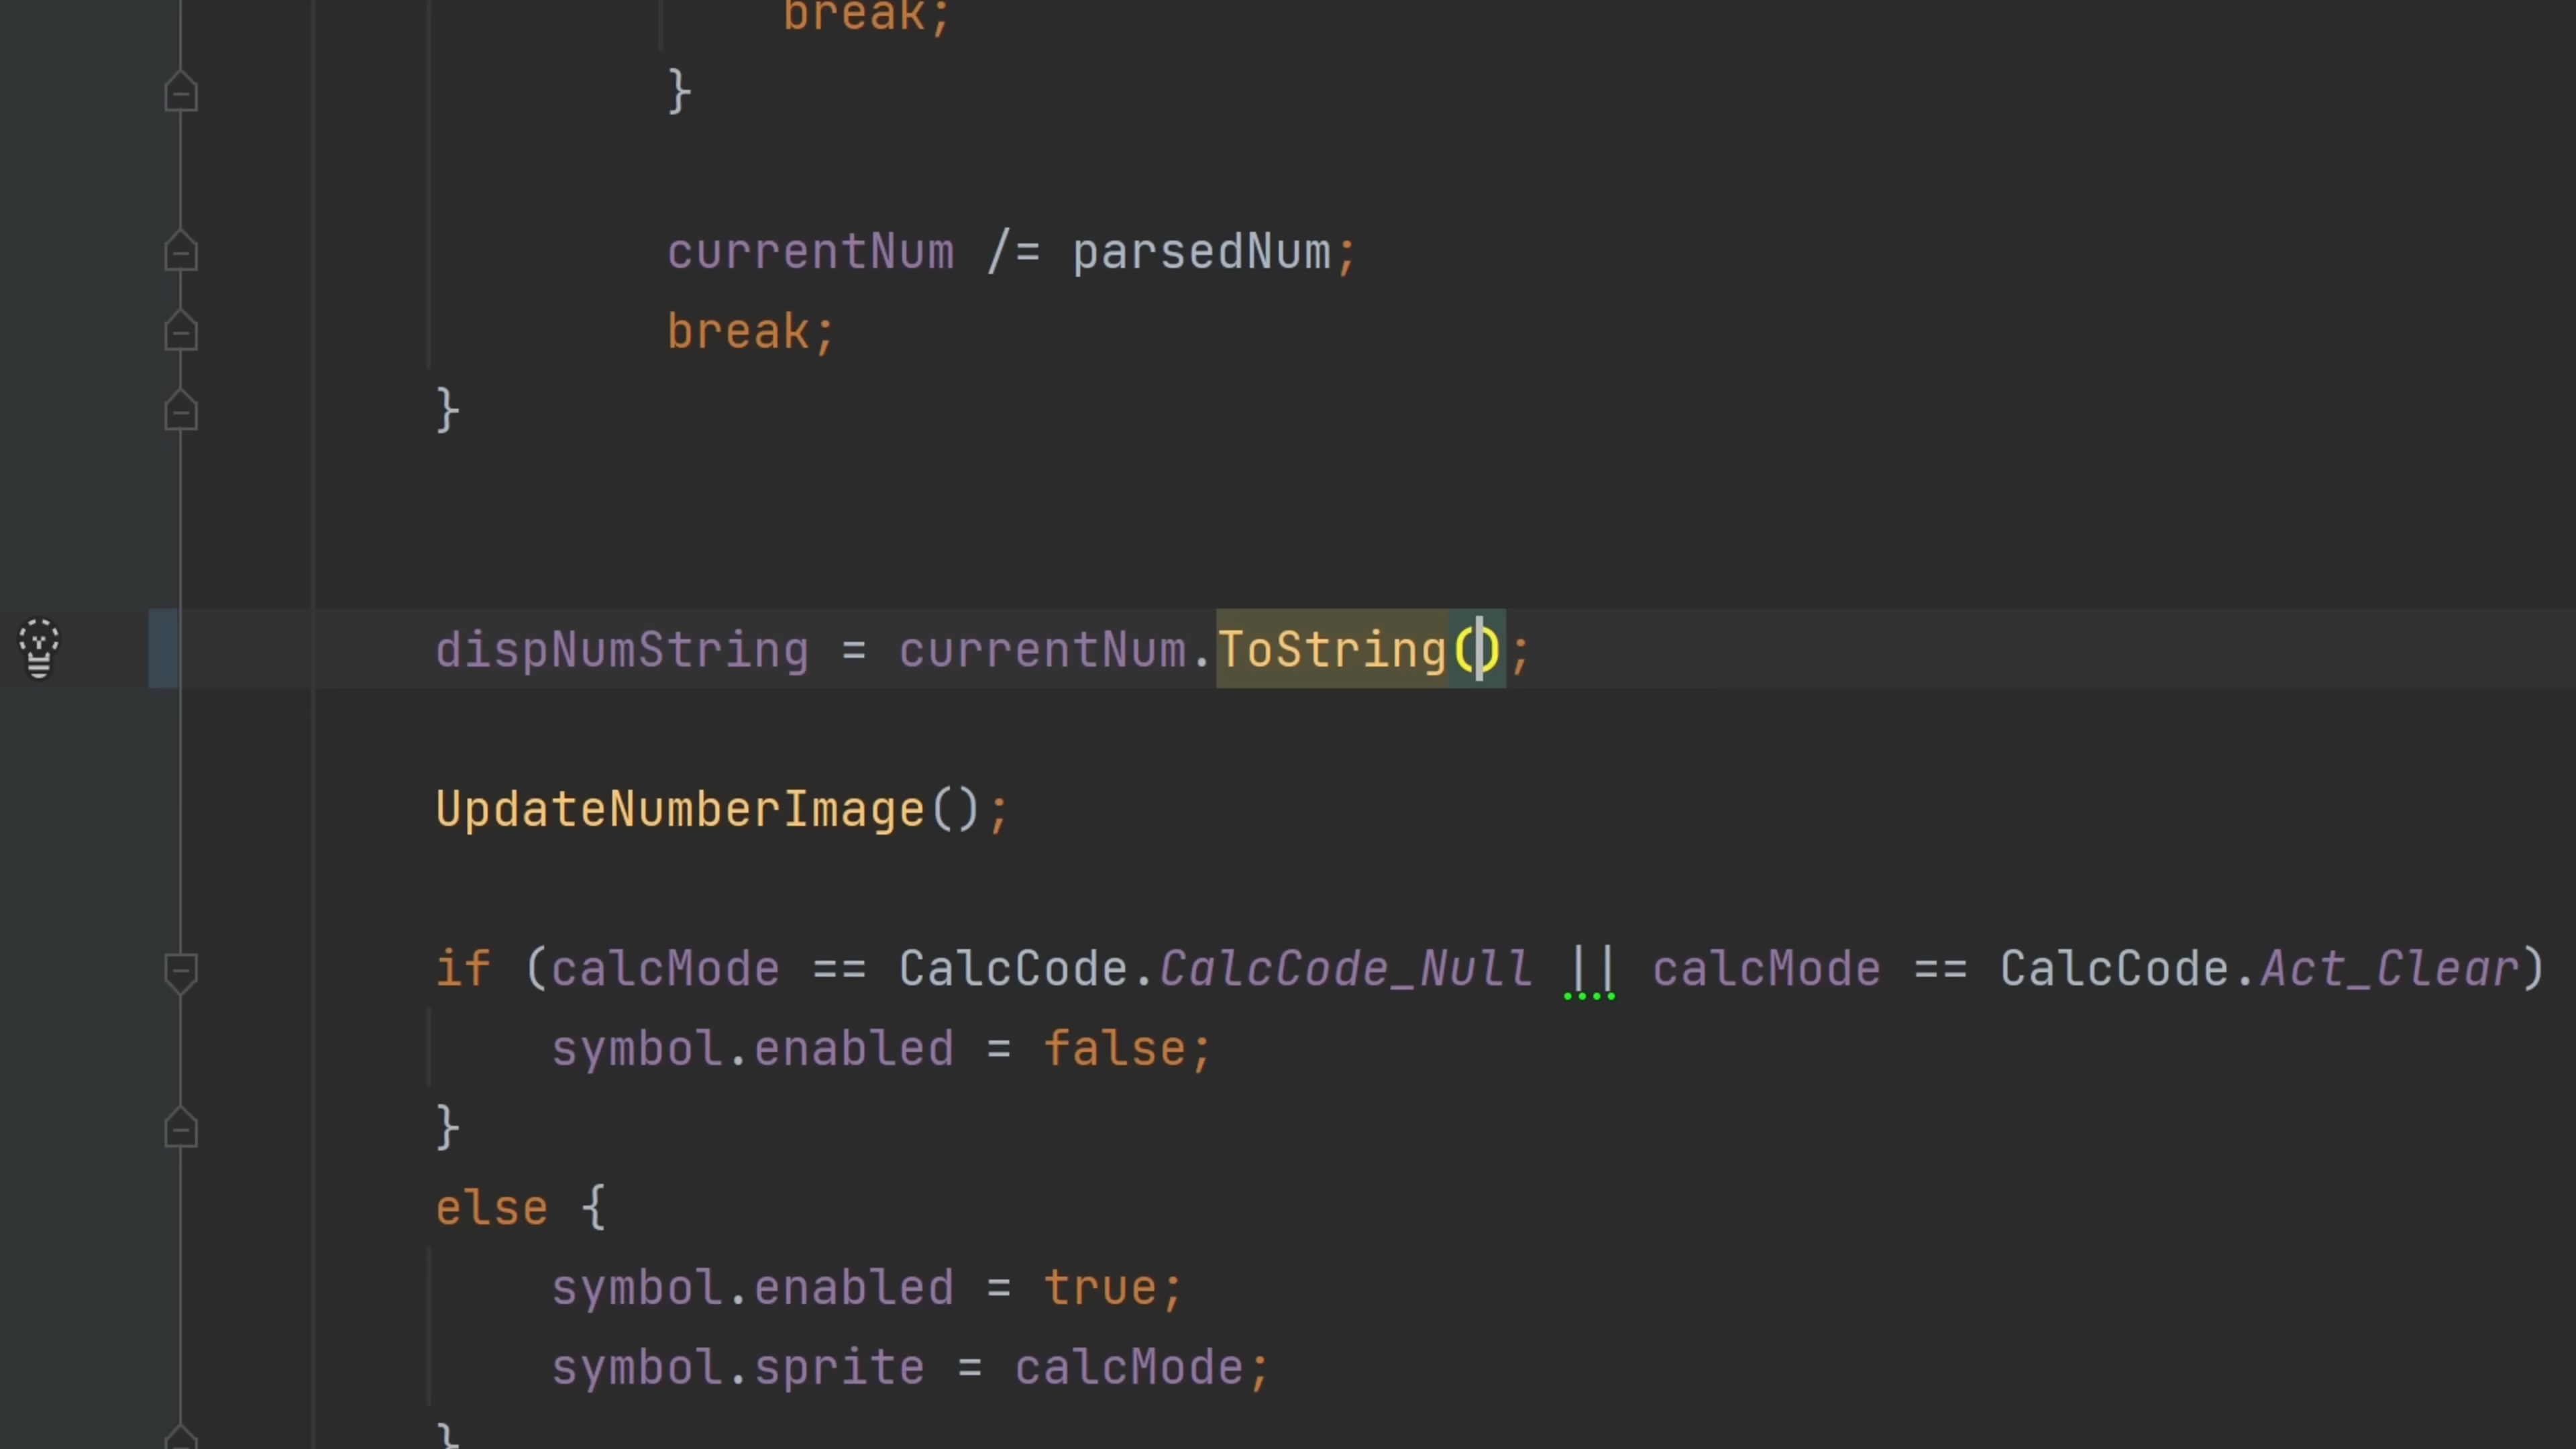 break;
}
currentNum /= parsedNum;
break;
}
dispNumString = currentNum.ToString();
UpdateNumberImage();
if (calcMode == CalcCode.CalcCode_Null || calcMode == CalcCode.Act_Clear)
symbol.enabled = false;
}
else {
symbol.enabled = true;
symbol.sprite = calcMode;
}